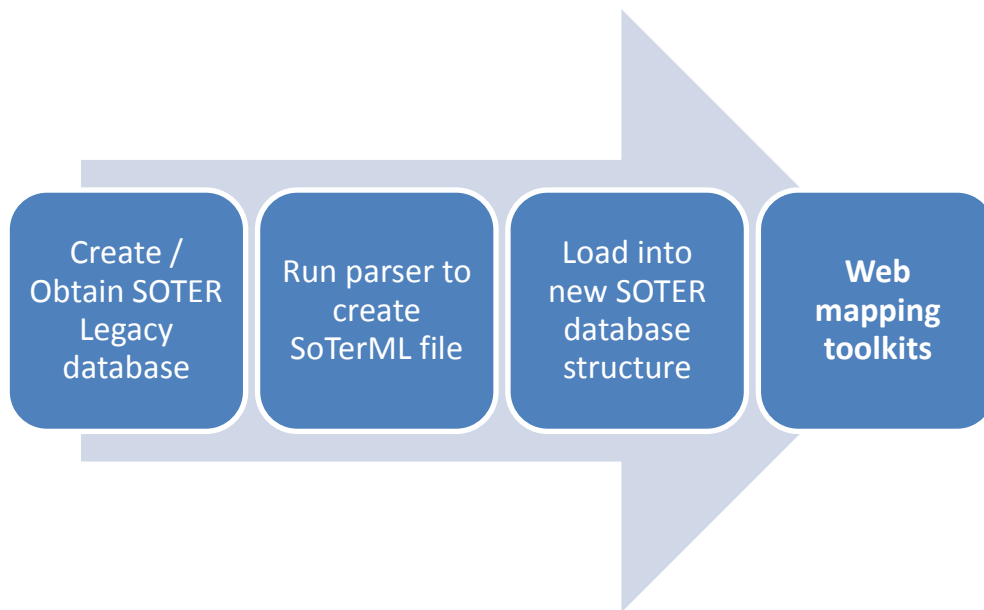 Create /
Obtain SOTER
Legacy
database
Run parser to
create
SoTerML file
Load into
new SOTER
database
structure
Web
mapping
toolkits